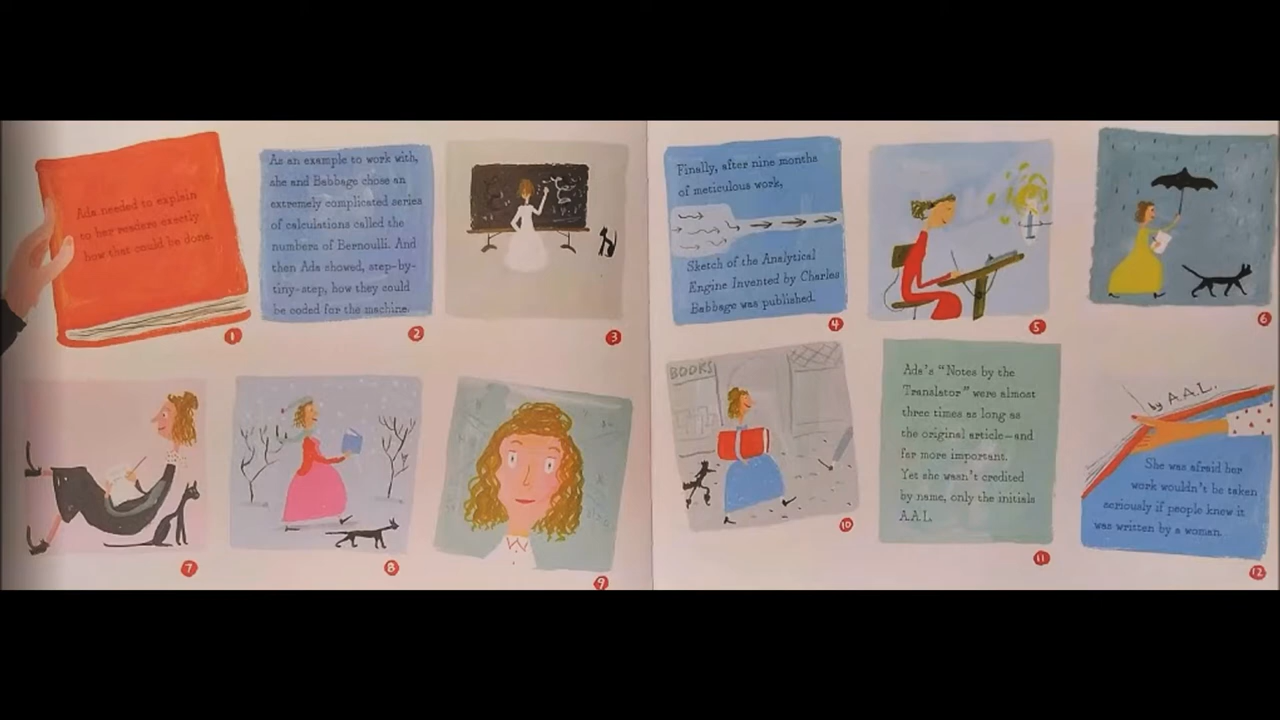 Ada needed to explain
to her readers exactly
how that could be done.
1
As an example to work with,
she and Babbage chose an
extremely complicated series
of calculations called the
numbers of Bernoulli. And
then Ada showed, step-by-
tiny-step, how they could
be coded for the machine.
2
3
Finally, after nine months
of meticulous work,
Sketch of the Analytical
Engine Invented by Charles
Babbage was published.
4
5
6
7
8
9
BOOKS
10
Ada's "Notes by the
Translator" were almost
three times as long as
the original article—and
far more important.
Yet she wasn't credited
by name, only the initials
A.A.L.
11
by A.A.L.
She was afraid her
work wouldn't be taken
seriously if people knew it
was written by a woman.
12